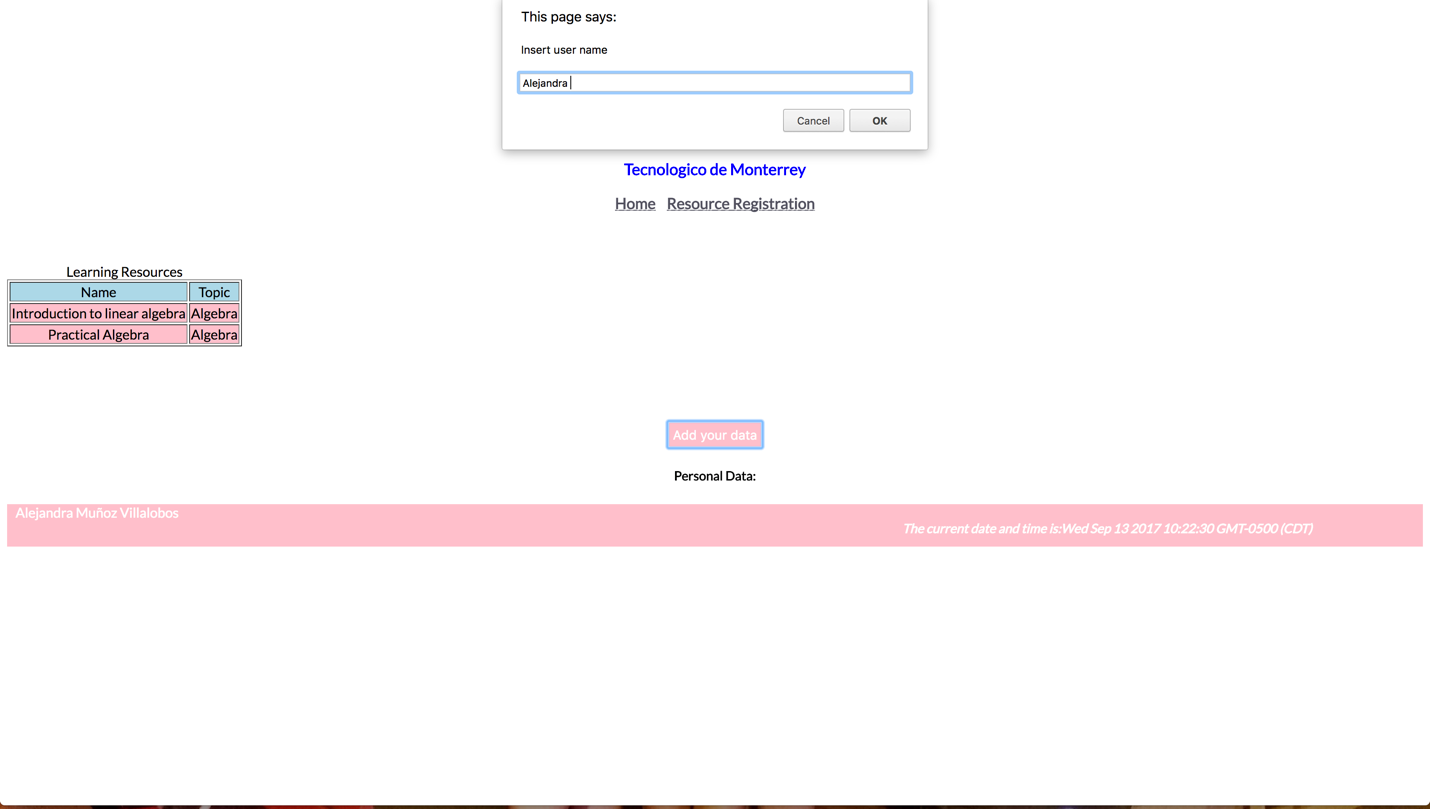 This page says:
Insert user name
Alejandra
Cancel OK
Tecnologico de Monterrey
Home Resource Registration
Learning Resources
Name Topic
Introduction to linear algebra Algebra
Practical Algebra Algebra
Add your data
Personal Data:
Alejandra Muñoz Villalobos
The current date and time is:Wed Sep 13 2017 10:22:30 GMT-0500 (CDT)